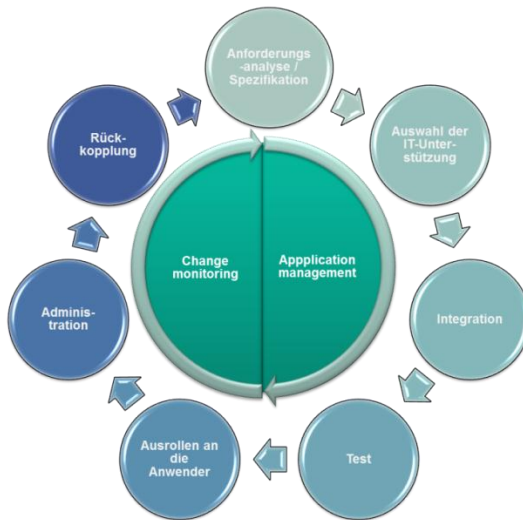 Anforderungs
-analyse /
Spezifikation
Auswahl der
IT-Unter-
stützung
Integration
Test
Ausrollen an
die
Anwender
Adminis-
tration
Rück-
kopplung
Change
monitoring
Appplication
management